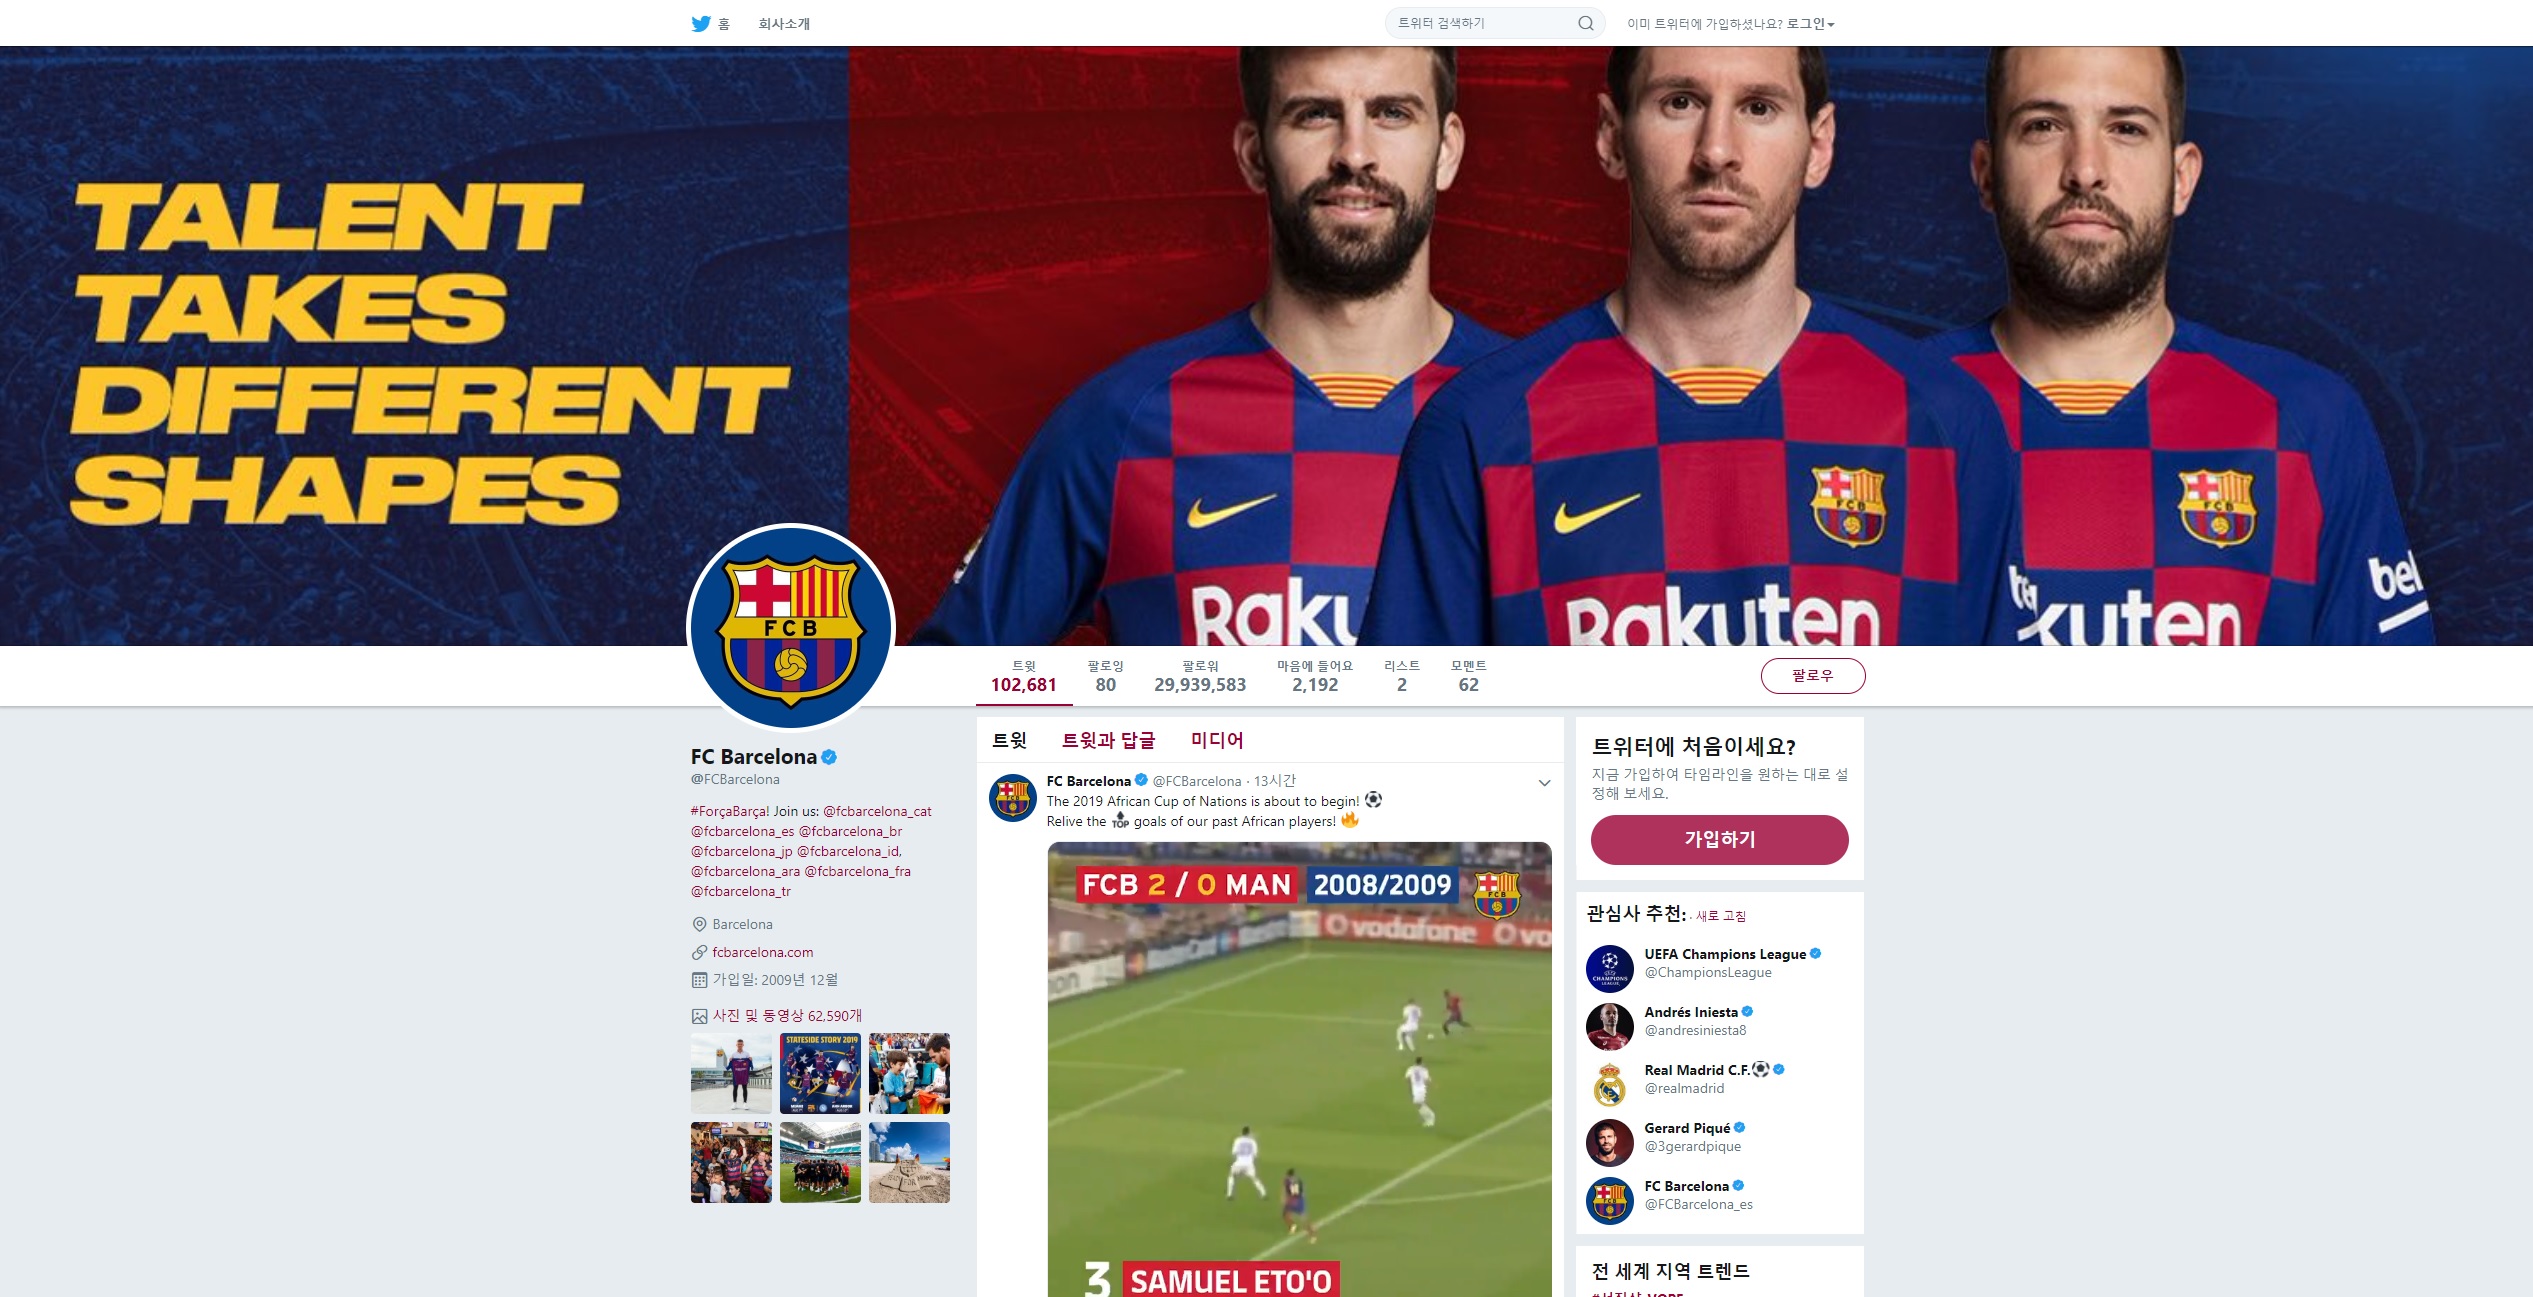 홈
회사소개
트위터 검색하기
이미 트위터에 가입하셨나요? 로그인
TALENT
TAKES
DIFFERENT
SHAPES
Raku
Rakuten
kuten
FCB
FCB
FCB
트윗
102,681
팔로잉
80
팔로워
29,939,583
마음에 들어요
2,192
리스트
2
모멘트
62
팔로우
FC Barcelona
@FCBarcelona
#ForçaBarça! Join us: @fcbarcelona_cat
@fcbarcelona_es @fcbarcelona_br
@fcbarcelona_jp @fcbarcelona_id,
@fcbarcelona_ara @fcbarcelona_fra
@fcbarcelona_tr
Barcelona
fcbarcelona.com
가입일: 2009년 12월
사진 및 동영상 62,590개
STATESIDE STORY 2019
트윗 트윗과 답글 미디어
FC Barcelona @FCBarcelona · 13시간
The 2019 African Cup of Nations is about to begin!
Relive the TOP goals of our past African players!
FCB 2 / 0 MAN 2008/2009
vodafone
3 SAMUEL ETO'O
트위터에 처음이세요?
지금 가입하여 타임라인을 원하는 대로 설
정해 보세요.
가입하기
관심사 추천: · 새로 고침
UEFA Champions League
@ChampionsLeague
Andrés Iniesta
@andresiniesta8
Real Madrid C.F.
@realmadrid
Gerard Piqué
@3gerardpique
FC Barcelona
@FCBarcelona_es
전 세계 지역 트렌드